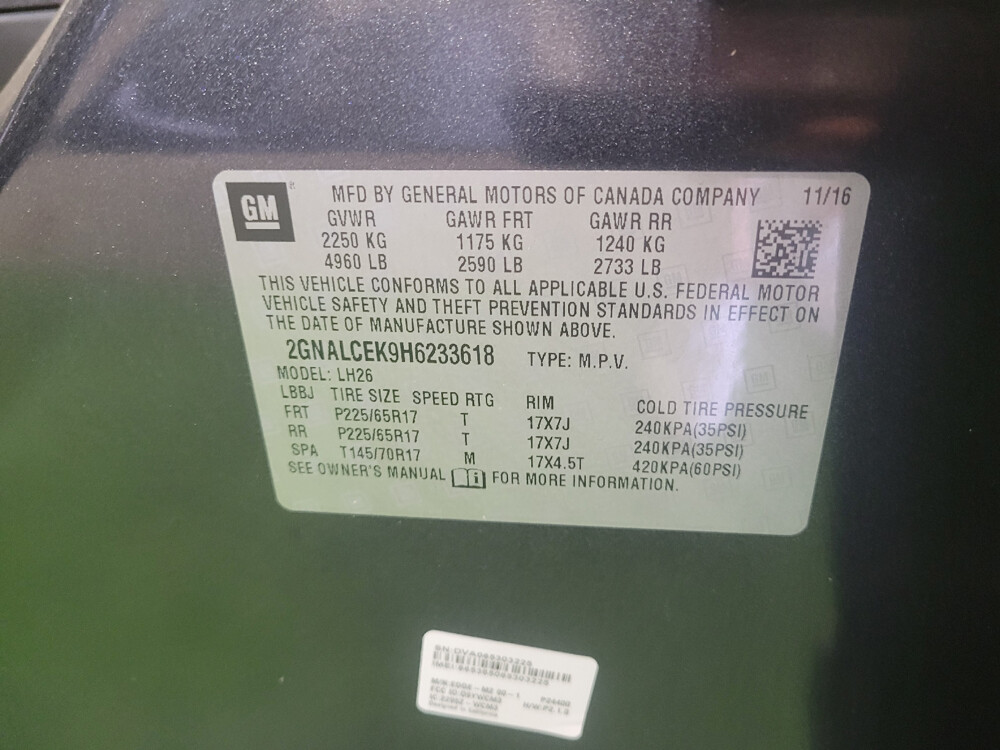 GM MFD BY GENERAL MOTORS OF CANADA COMPANY 11/16
GVWR GAWR FRT GAWR RR
2250 KG 1175 KG 1240 KG
4960 LB 2590 LB 2733 LB
THIS VEHICLE CONFORMS TO ALL APPLICABLE U.S. FEDERAL MOTOR
VEHICLE SAFETY AND THEFT PREVENTION STANDARDS IN EFFECT ON
THE DATE OF MANUFACTURE SHOWN ABOVE.
2GNALCEK9H6233618 TYPE: M.P.V.
MODEL: LH26
LBBJ TIRE SIZE SPEED RTG RIM COLD TIRE PRESSURE
FRT P225/65R17 T 17X7J 240KPA(35PSI)
RR P225/65R17 T 17X7J 240KPA(35PSI)
SPA T145/70R17 M 17X4.5T 420KPA(60PSI)
SEE OWNER'S MANUAL FOR MORE INFORMATION.
Designed in California